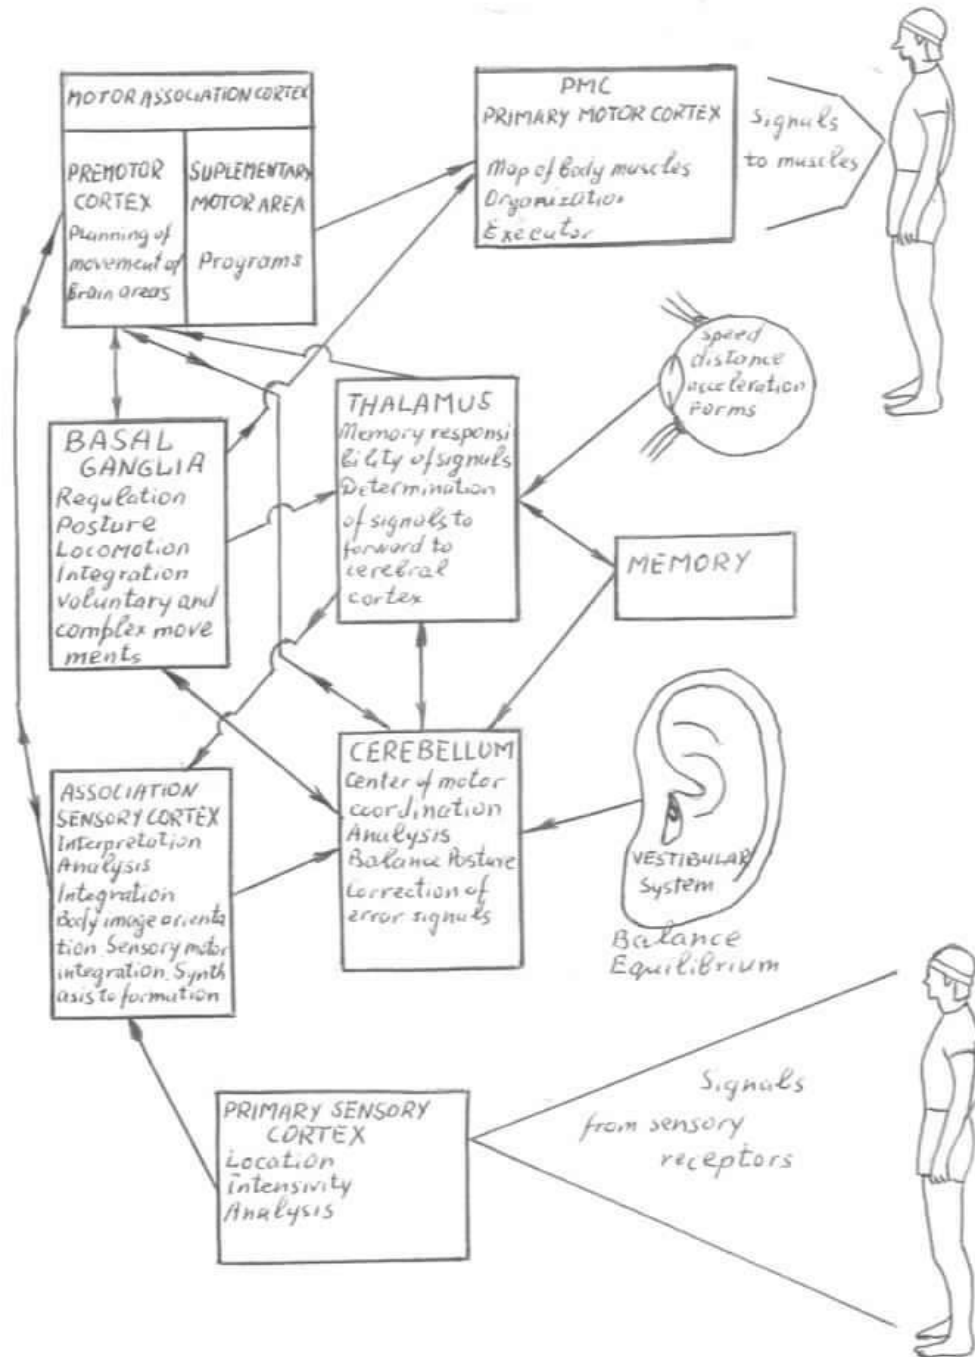 MOTOR ASSOCIATION CORTEX
PREMOTOR
CORTEX
Planning of
movement of
Brain areas
SUPLEMENTARY
MOTOR AREA
Programs
PMC
PRIMARY MOTOR CORTEX
Map of Body muscles
Organization
Executor
Signals
to muscles
speed
distance
acceleration
Forms
BASAL
GANGLIA
Regulation
Posture
Locomotion
Integration
Voluntary and
complex move
ments
THALAMUS
Memory responsi
bility of signals
Determination
of signals to
forward to
cerebral
cortex
MEMORY
ASSOCIATION
SENSORY CORTEX
Interpretation
Analysis
Integration
Body image orienta
tion Sensory motor
integration. Synth
asis to formation
CEREBELLUM
Center of motor
coordination
Analysis
Balance Posture
Correction of
error signals
VESTIBULAR
System
Balance
Equilibrium
PRIMARY SENSORY
CORTEX
Location
Intensivity
Analysis
Signals
from sensory
receptors